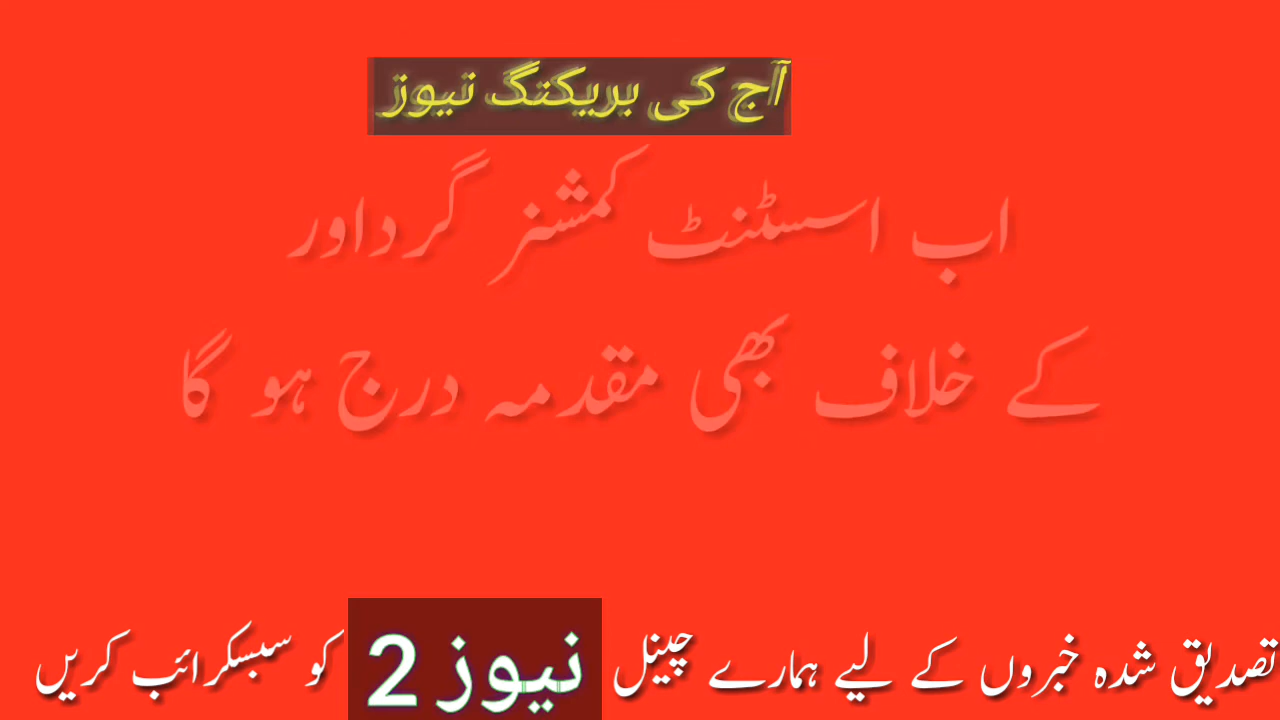 آج کی بریکنگ نیوز
اب اسسٹنٹ کمشنر گرداور
کے خلاف بھی مقدمہ درج ہو گا
تصدیق شدہ خبروں کے لیے ہمارے چینل نیوز 2 کو سبسکرائب کریں